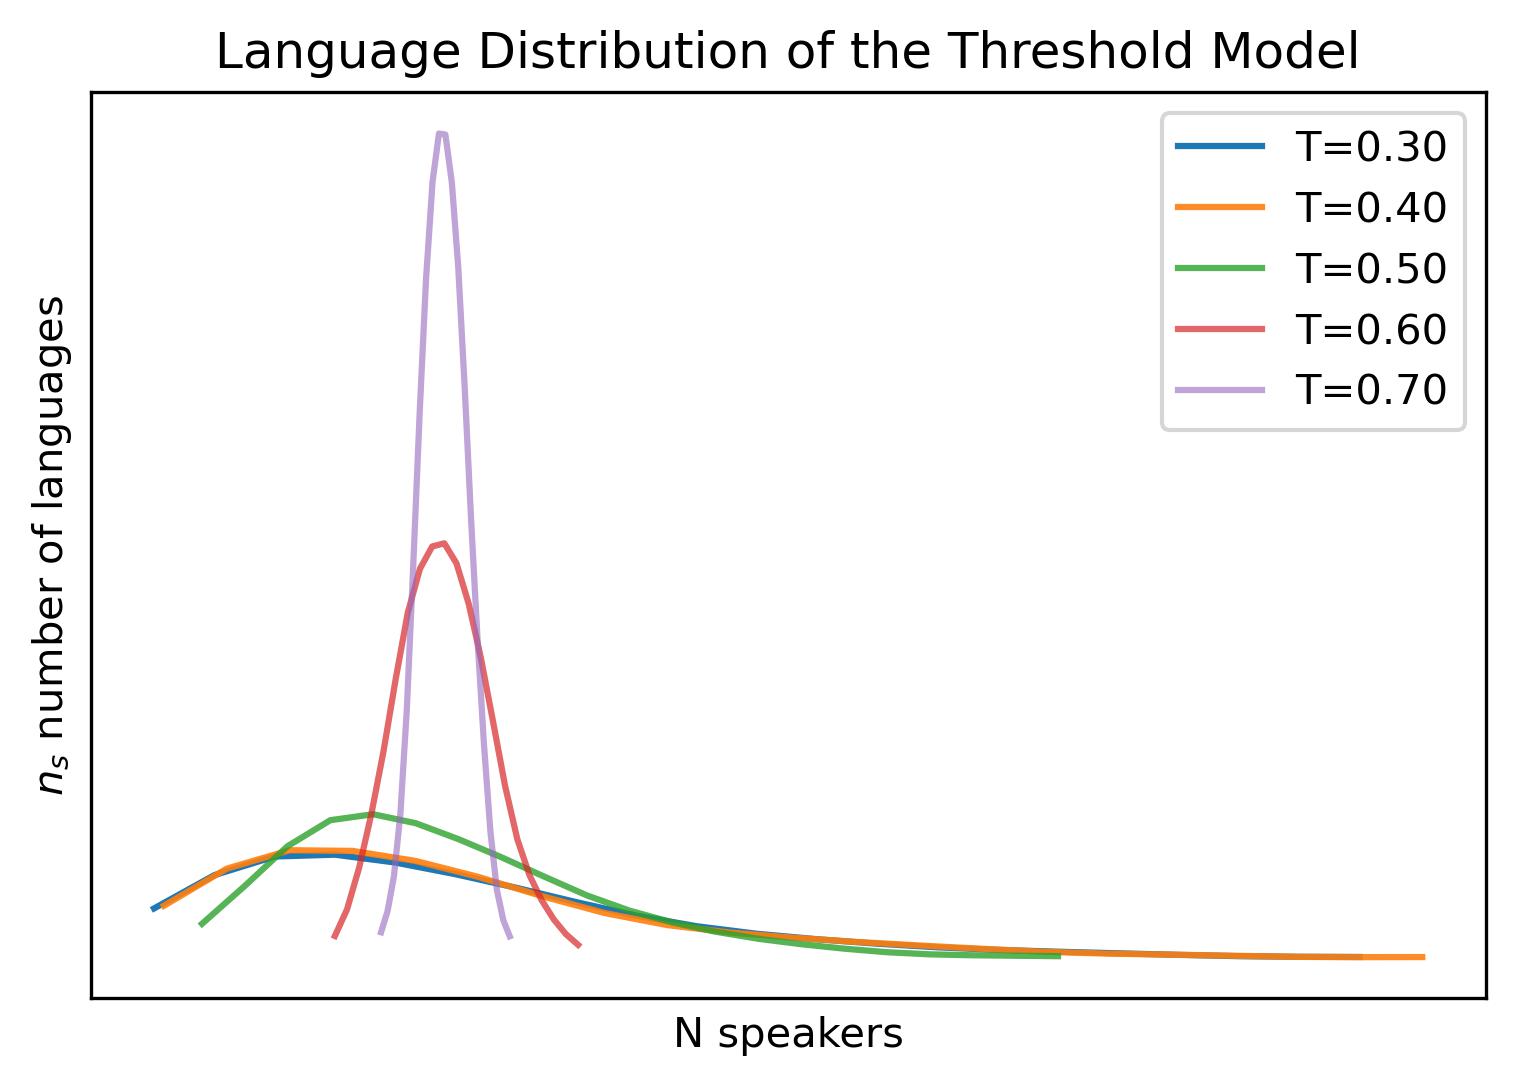 Language Distribution of the Threshold Model
n_s number of languages
T=0.30
T=0.40
T=0.50
T=0.60
T=0.70
N speakers